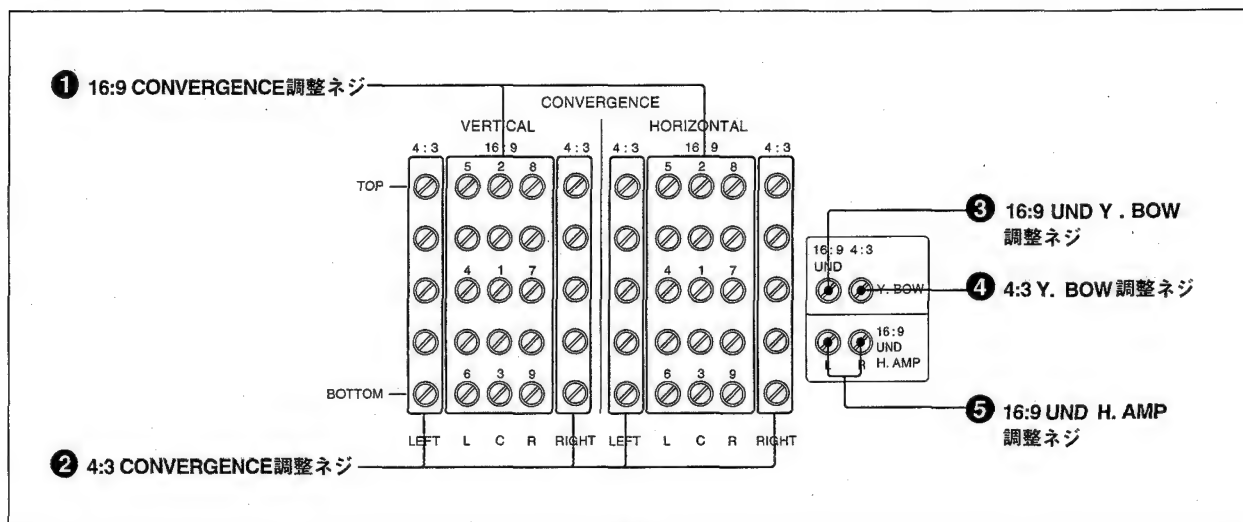 ❶ 16:9 CONVERGENCE調整ネジ
CONVERGENCE
VERTICAL HORIZONTAL
4:3 16:9 4:3 4:3 16:9 4:3
5 2 8 5 2 8
TOP
4 1 7 4 1 7
6 3 9 6 3 9
BOTTOM
LEFT L C R RIGHT LEFT L C R RIGHT
❷ 4:3 CONVERGENCE調整ネジ
❸ 16:9 UND Y . BOW
調整ネジ
16:9 4:3
UND
Y. BOW
❹ 4:3 Y. BOW調整ネジ
16:9
UND
L R H. AMP
❺ 16:9 UND H. AMP
調整ネジ